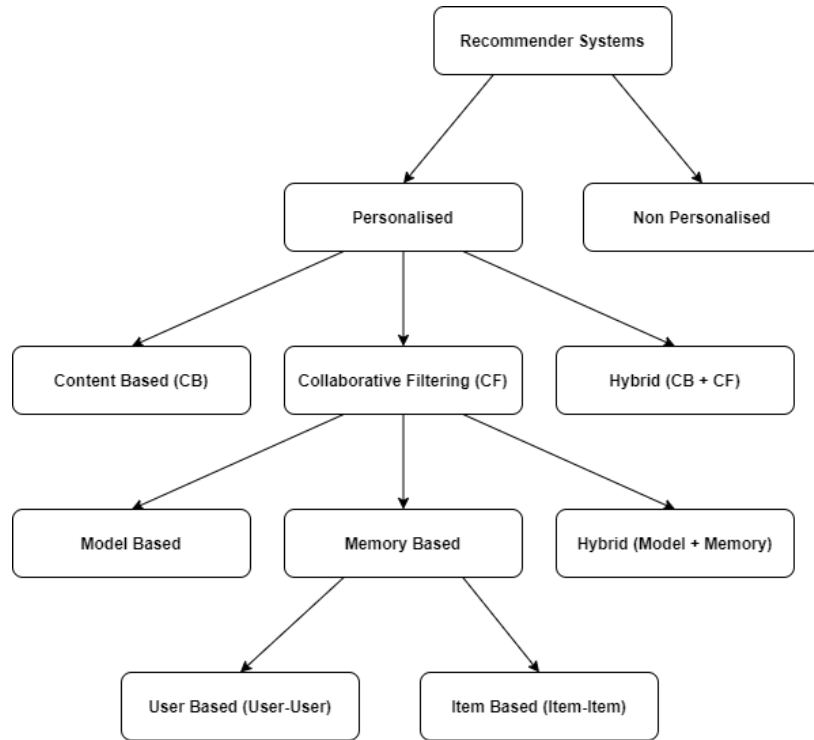 Recommender Systems
Personalised
Non Personalised
Content Based (CB)
Collaborative Filtering (CF)
Hybrid (CB + CF)
Model Based
Memory Based
Hybrid (Model + Memory)
User Based (User-User)
Item Based (Item-Item)